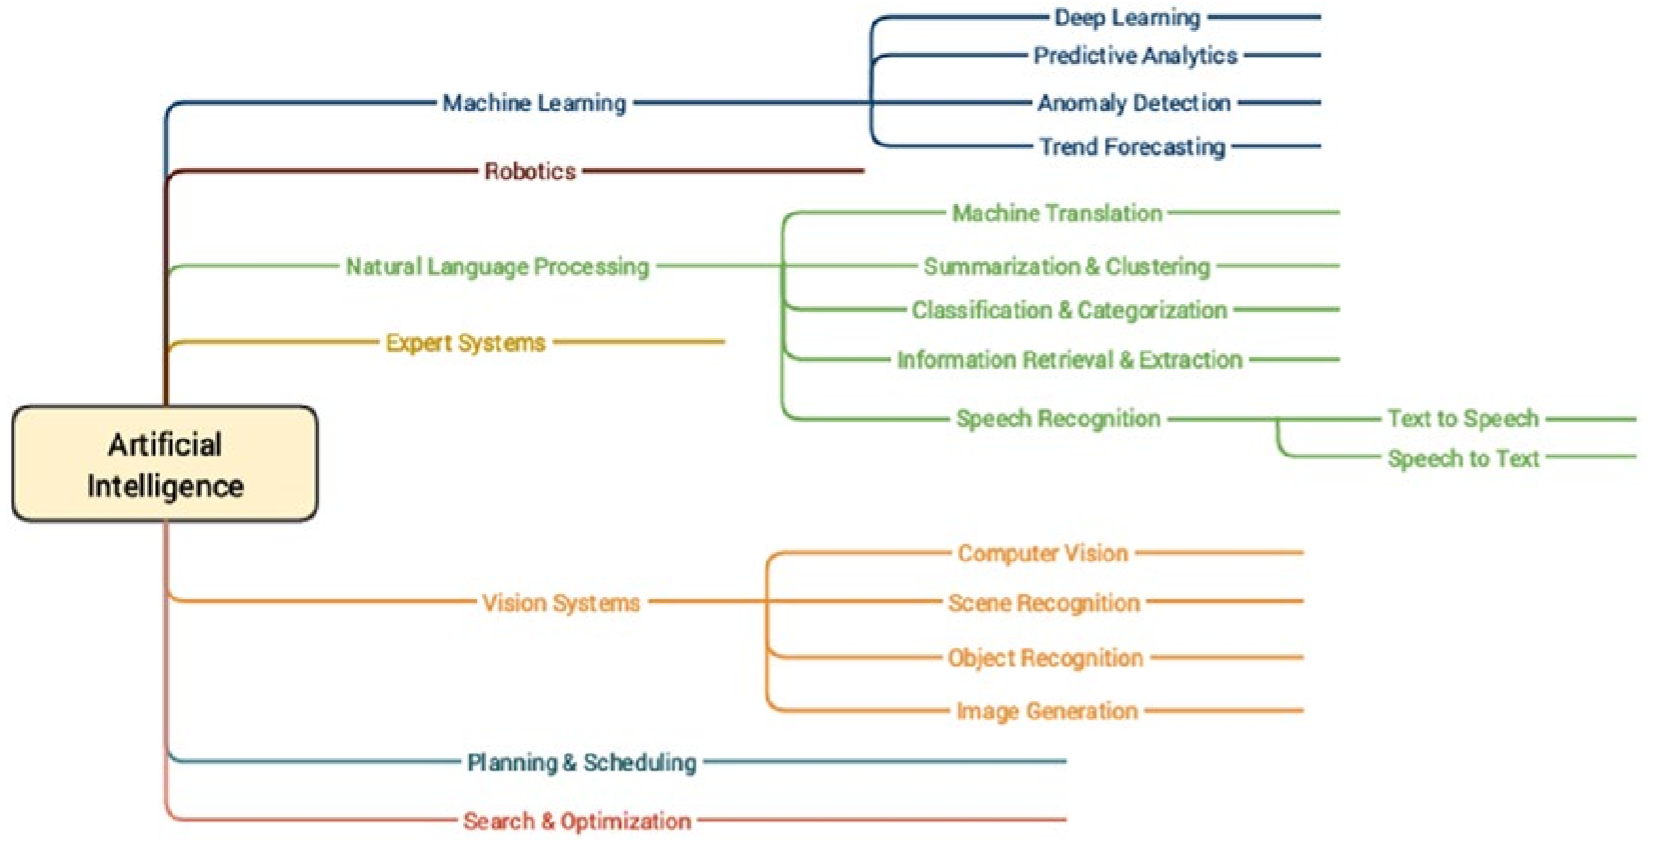 Deep Learning
Predictive Analytics
Machine Learning
Anomaly Detection
Trend Forecasting
Robotics
Machine Translation
Natural Language Processing
Summarization & Clustering
Classification & Categorization
Expert Systems
Information Retrieval & Extraction
Speech Recognition
Text to Speech
Speech to Text
Artificial
Intelligence
Computer Vision
Vision Systems
Scene Recognition
Object Recognition
Image Generation
Planning & Scheduling
Search & Optimization